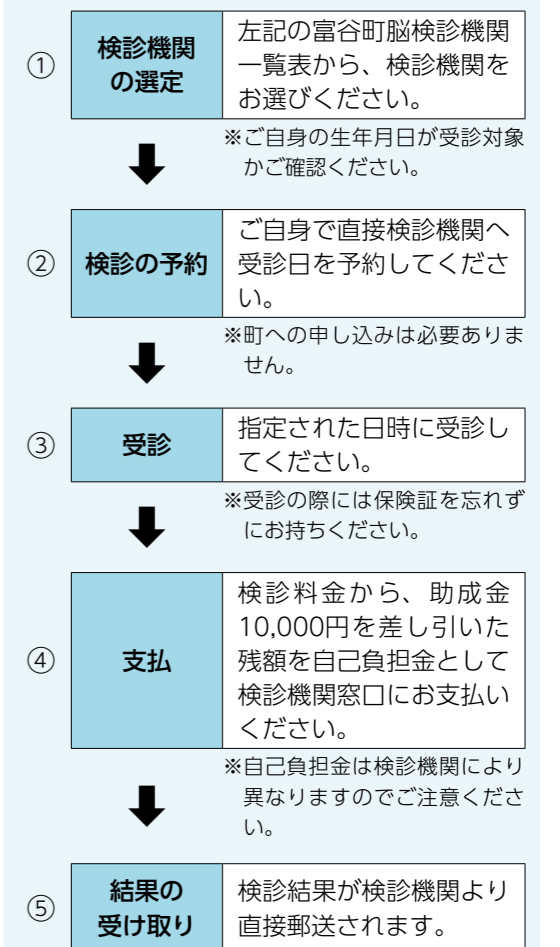 ①
検診機関
の選定
左記の富谷町脳検診機関
一覧表から、検診機関を
お選びください。
※ご自身の生年月日が受診対象
かご確認ください。
②
検診の予約
ご自身で直接検診機関へ
受診日を予約してくださ
い。
※町への申し込みは必要ありま
せん。
③
受診
指定された日時に受診し
てください。
※受診の際には保険証を忘れず
にお持ちください。
④
支払
検診料金から、助成金
10,000円を差し引いた
残額を自己負担金として
検診機関窓口にお支払い
ください。
※自己負担金は検診機関により
異なりますのでご注意くださ
い。
⑤
結果の
受け取り
検診結果が検診機関より
直接郵送されます。